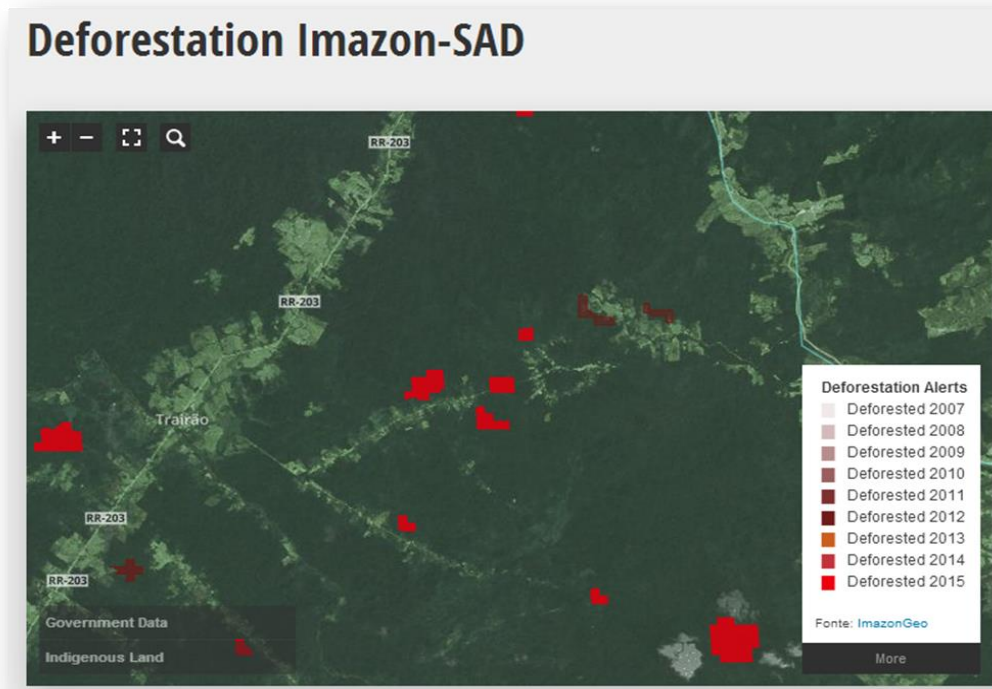 Deforestation Imazon-SAD
RR-203
RR-203
Trairão
RR-203
RR-203
Government Data
Indigenous Land
Deforestation Alerts
Deforested 2007
Deforested 2008
Deforested 2009
Deforested 2010
Deforested 2011
Deforested 2012
Deforested 2013
Deforested 2014
Deforested 2015
Fonte: ImazonGeo
More